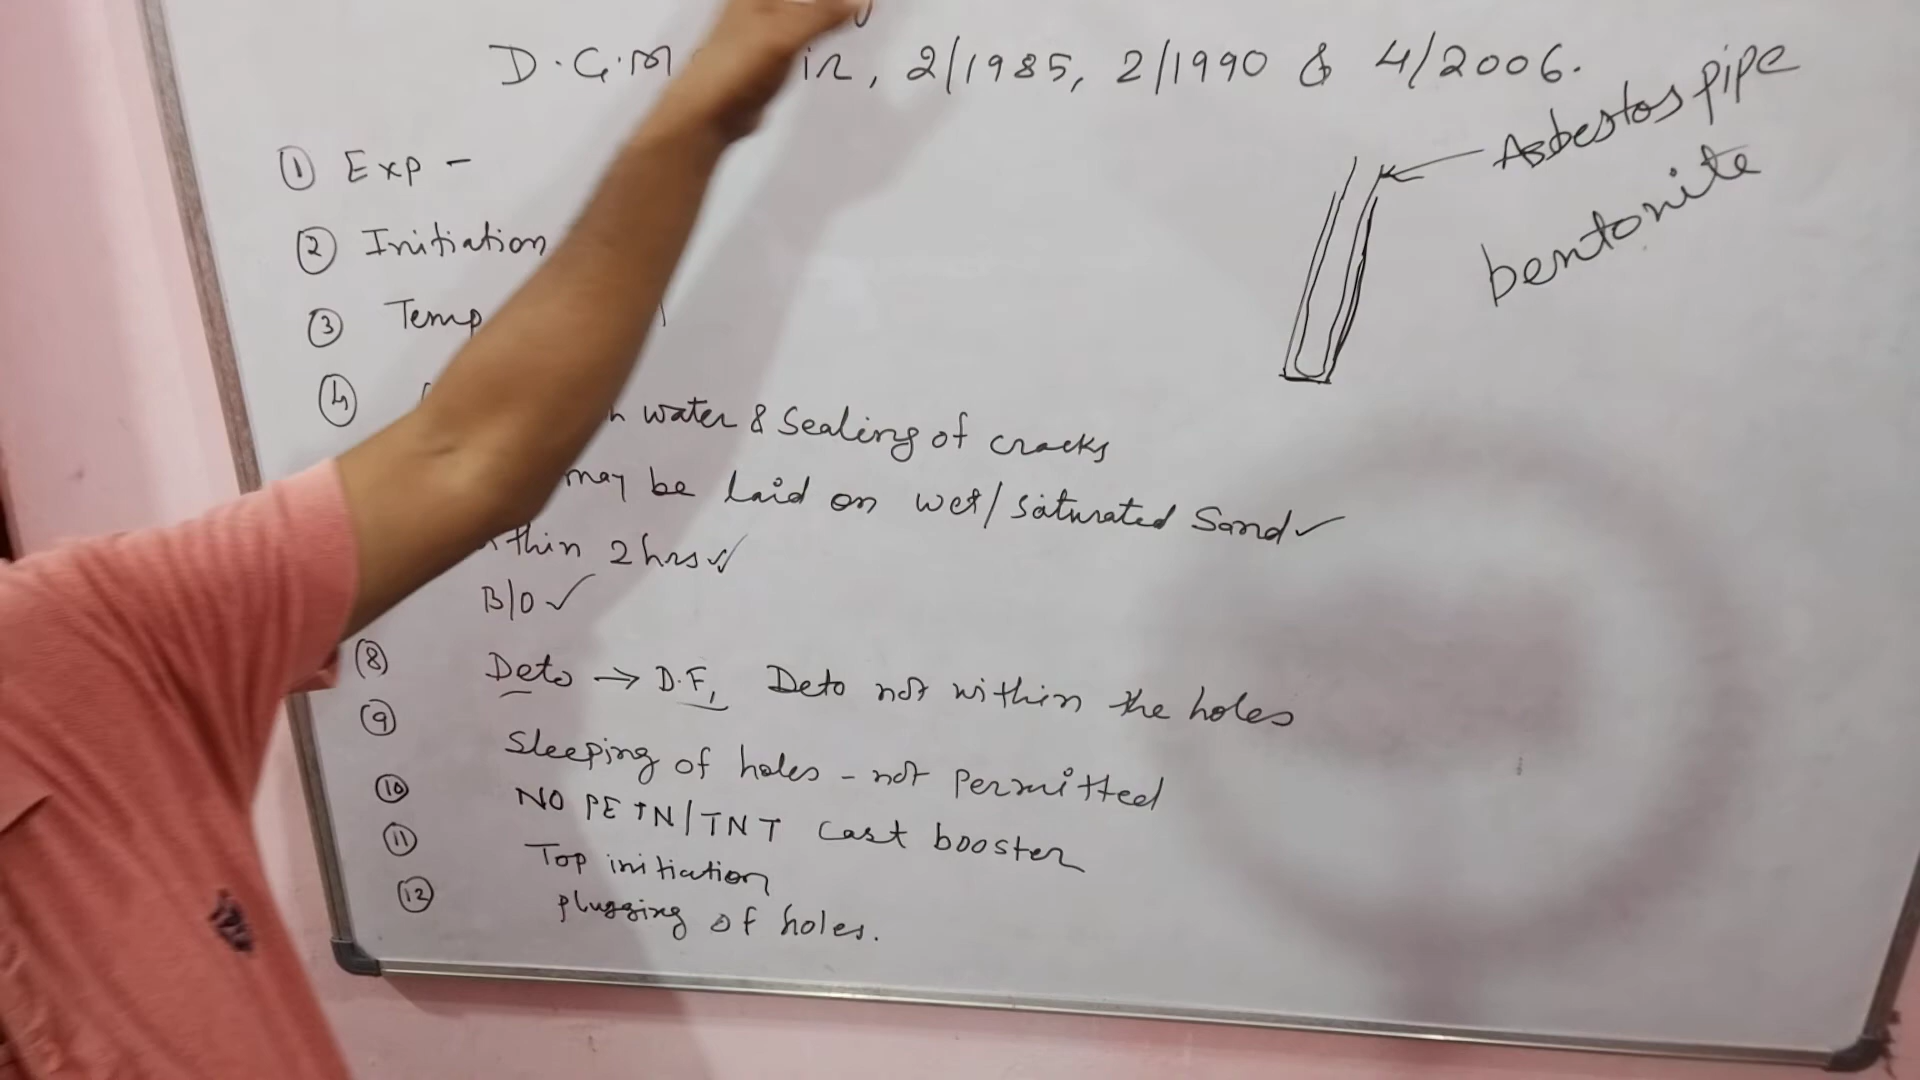 D.G.M , 2/1985, 2/1990 & 4/2006.
Asbestos pipe
bentonite
① Exp -
② Initiation
③ Temp
④ water & Sealing of cracks
may be laid on wet/saturated Sand ✓
2 hrs ✓
B/D ✓
⑧ Deto → D.F, Deto not within the holes
⑨ Sleeping of holes - not permitted
⑩ NO PETN/TNT cast booster
⑪ Top initiation
⑫ plugging of holes.